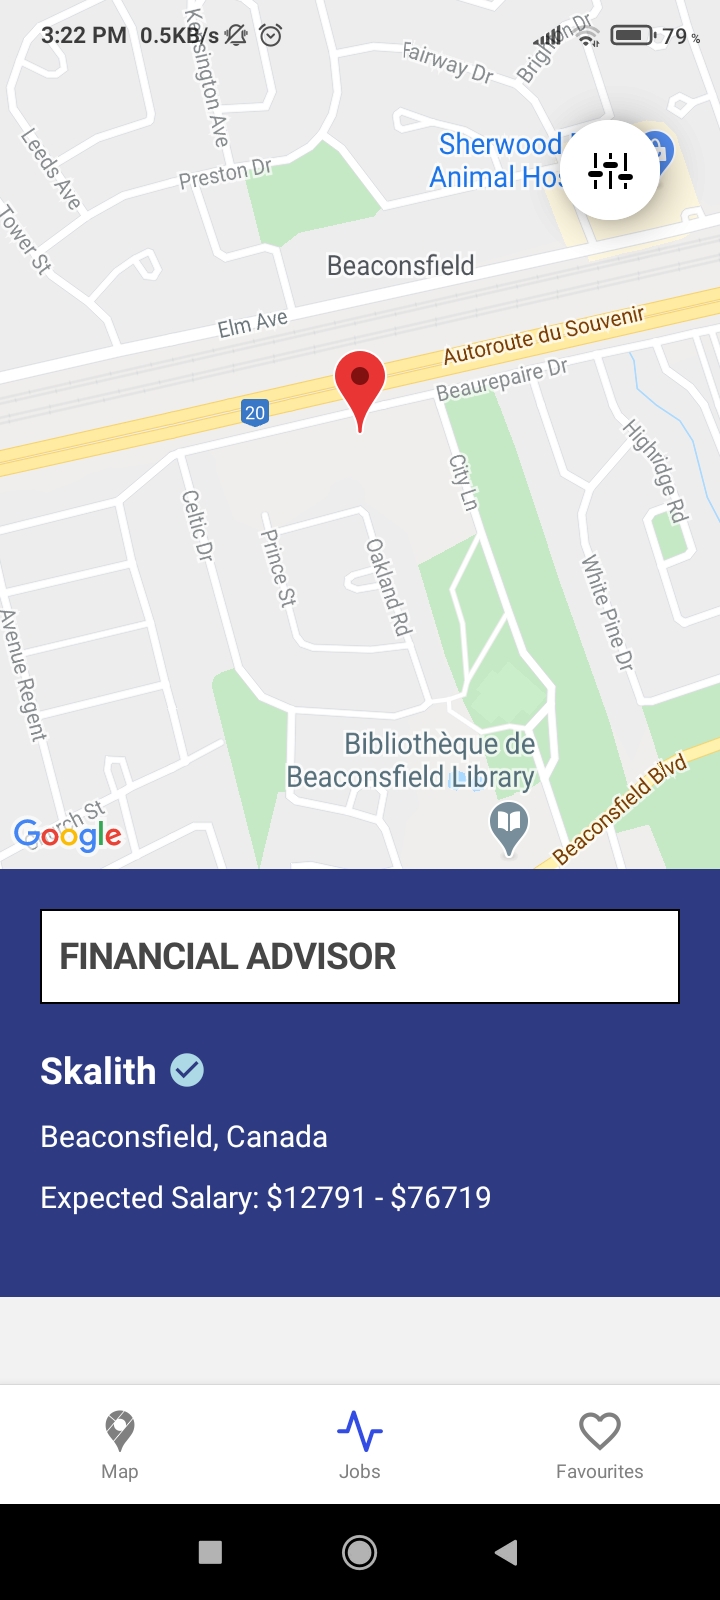 3:22 PM 0.5KB/s
79%
Kensington Ave
Fairway Dr
Brighton Dr
Leeds Ave
Preston Dr
Sherwood
Animal Hos
Tower St
Beaconsfield
Elm Ave
Autoroute du Souvenir
Beaurepaire Dr
20
City Ln
Highridge Rd
Celtic Dr
Prince St
Oakland Rd
White Pine Dr
Avenue Regent
Bibliothèque de
Beaconsfield Library
Beaconsfield Blvd
Google
FINANCIAL ADVISOR
Skalith
Beaconsfield, Canada
Expected Salary: $12791 - $76719
Map
Jobs
Favourites